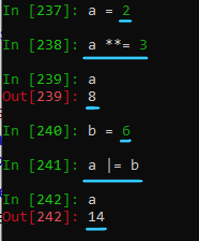 In [237]: a = 2
In [238]: a **= 3
In [239]: a
Out[239]: 8
In [240]: b = 6
In [241]: a |= b
In [242]: a
Out[242]: 14